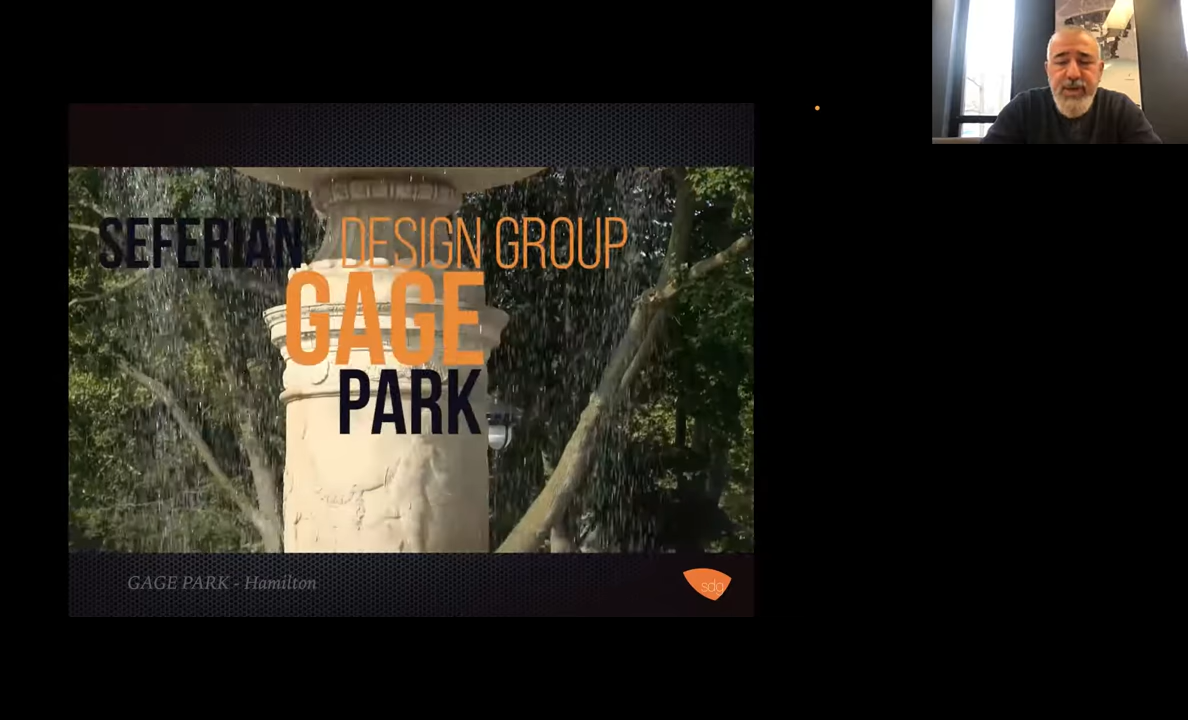 SEFERIAN DESIGN GROUP
GAGE
PARK
GAGE PARK - Hamilton
sdg